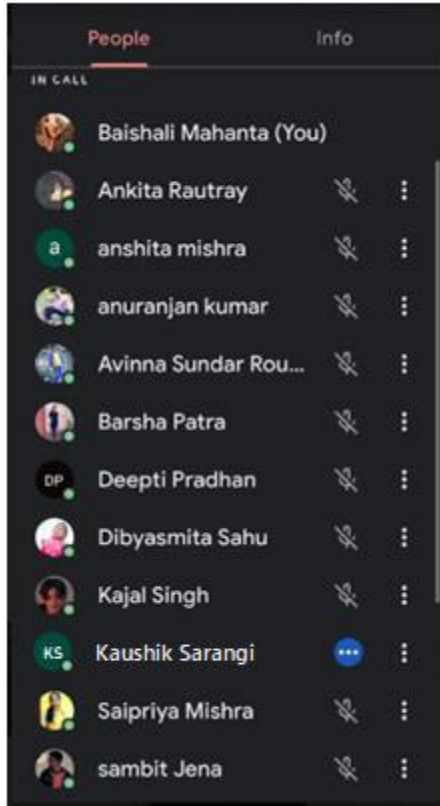 People Info
IN CALL
Baishali Mahanta (You)
Ankita Rautray
a anshita mishra
anuranjan kumar
Avinna Sundar Rou...
Barsha Patra
DP Deepti Pradhan
Dibyasmita Sahu
Kajal Singh
KS Kaushik Sarangi
Saipriya Mishra
sambit Jena